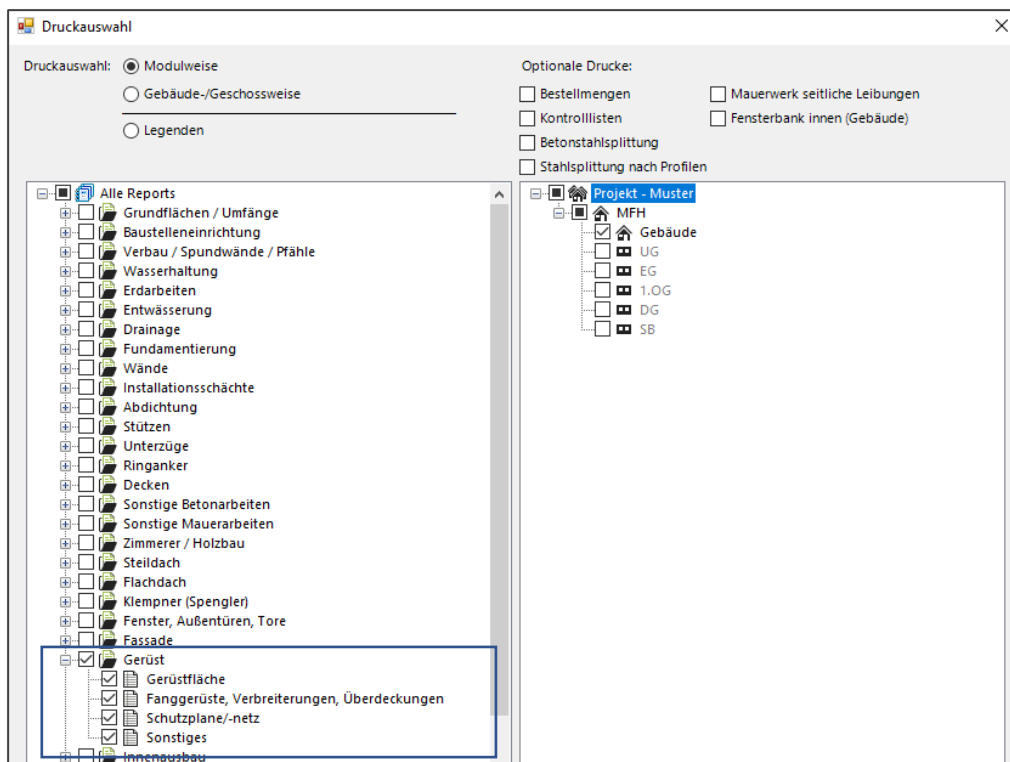 Druckauswahl
Druckauswahl: Modulweise
Gebäude-/Geschossweise
Legenden
Optionale Drucke:
Bestellmengen
Mauerwerk seitliche Leibungen
Kontrolllisten
Fensterbank innen (Gebäude)
Betonstahlsplittung
Stahlsplittung nach Profilen
Alle Reports
Grundflächen / Umfänge
Baustelleneinrichtung
Verbau / Spundwände / Pfähle
Wasserhaltung
Erdarbeiten
Entwässerung
Drainage
Fundamentierung
Wände
Installationsschächte
Abdichtung
Stützen
Unterzüge
Ringanker
Decken
Sonstige Betonarbeiten
Sonstige Mauerarbeiten
Zimmerer / Holzbau
Steildach
Flachdach
Klempner (Spengler)
Fenster, Außentüren, Tore
Fassade
Gerüst
Gerüstfläche
Fanggerüste, Verbreiterungen, Überdeckungen
Schutzplane/-netz
Sonstiges
Innenausbau
Projekt - Muster
MFH
Gebäude
UG
EG
1.OG
DG
SB